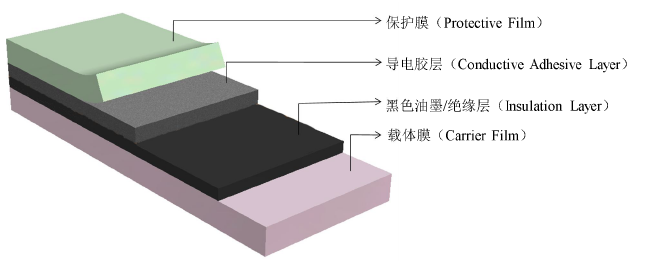 保护膜（Protective Film）
导电胶层（Conductive Adhesive Layer）
黑色油墨/绝缘层（Insulation Layer）
载体膜（Carrier Film）